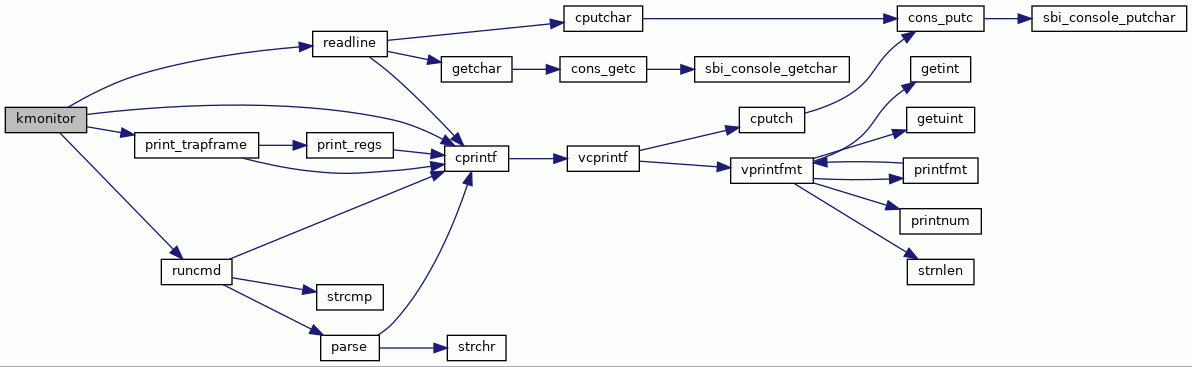 cputchar
cons_putc
sbi_console_putchar
readline
getchar
cons_getc
sbi_console_getchar
getint
kmonitor
cputch
getuint
print_trapframe
print_regs
cprintf
vcprintf
vprintfmt
printfmt
printnum
runcmd
strnlen
strcmp
parse
strchr